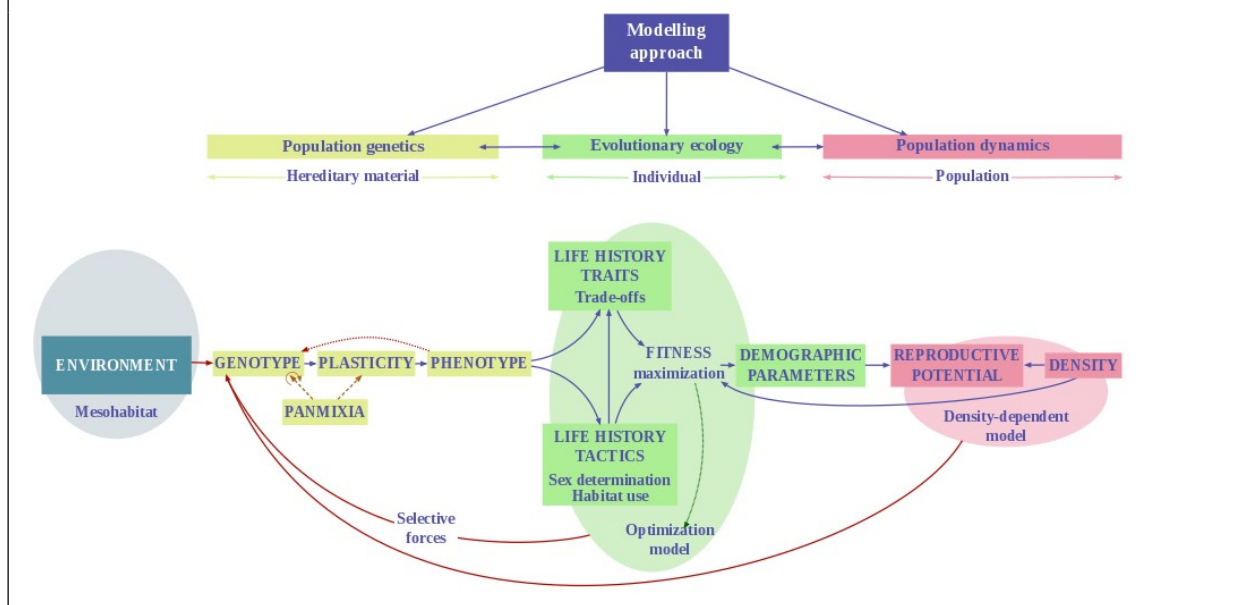 Modelling
approach
Population genetics
Evolutionary ecology
Population dynamics
Hereditary material
Individual
Population
LIFE HISTORY
TRAITS
Trade-offs
ENVIRONMENT
Mesohabitat
GENOTYPE
PLASTICITY
PHENOTYPE
PANMIXIA
FITNESS
maximization
DEMOGRAPHIC
PARAMETERS
REPRODUCTIVE
POTENTIAL
DENSITY
Density-dependent
model
LIFE HISTORY
TACTICS
Sex determination
Habitat use
Selective
forces
Optimization
model